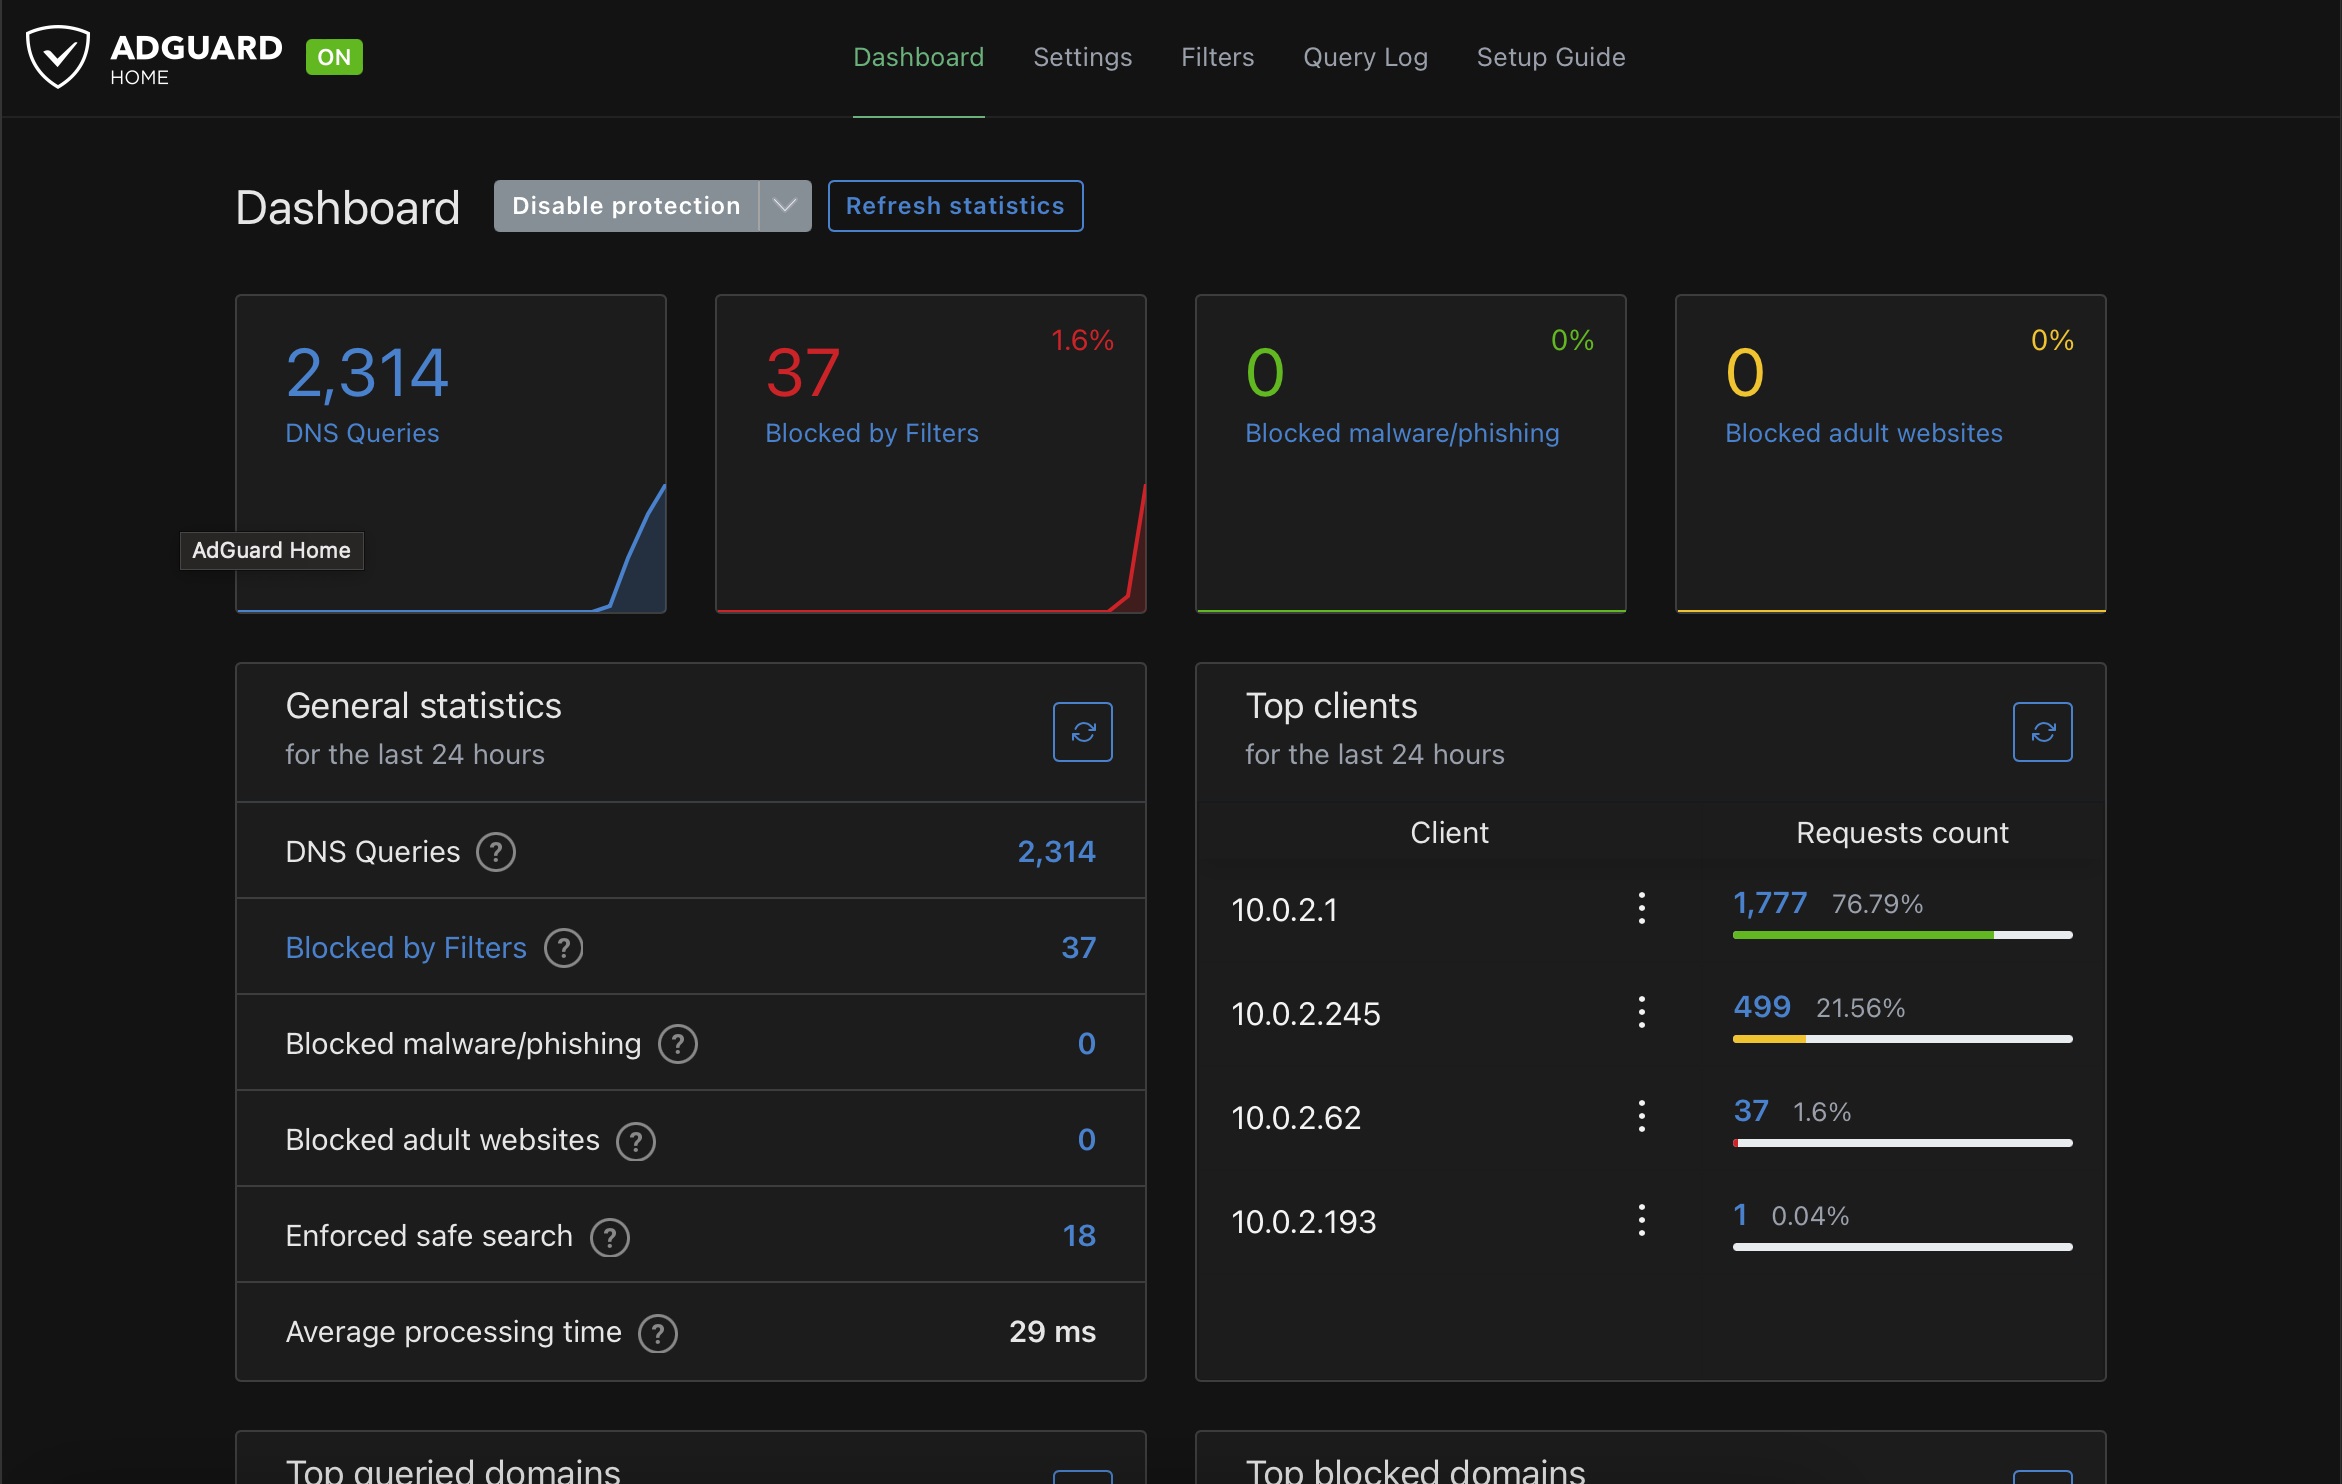 ADGUARD
HOME
ON
Dashboard
Settings
Filters
Query Log
Setup Guide
Dashboard
Disable protection
Refresh statistics
2,314
DNS Queries
1.6%
37
Blocked by Filters
0%
0
Blocked malware/phishing
0%
0
Blocked adult websites
AdGuard Home
General statistics
for the last 24 hours
DNS Queries ? 2,314
Blocked by Filters ? 37
Blocked malware/phishing ? 0
Blocked adult websites ? 0
Enforced safe search ? 18
Average processing time ? 29 ms
Top clients
for the last 24 hours
Client Requests count
10.0.2.1 1,777 76.79%
10.0.2.245 499 21.56%
10.0.2.62 37 1.6%
10.0.2.193 1 0.04%
Top queried domains
Top blocked domains